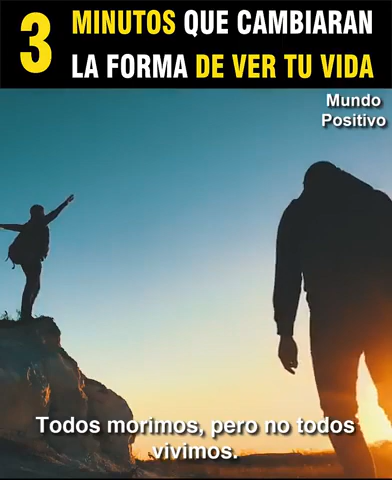 3 MINUTOS QUE CAMBIARAN
LA FORMA DE VER TU VIDA
Mundo
Positivo
Todos morimos, pero no todos
vivimos.